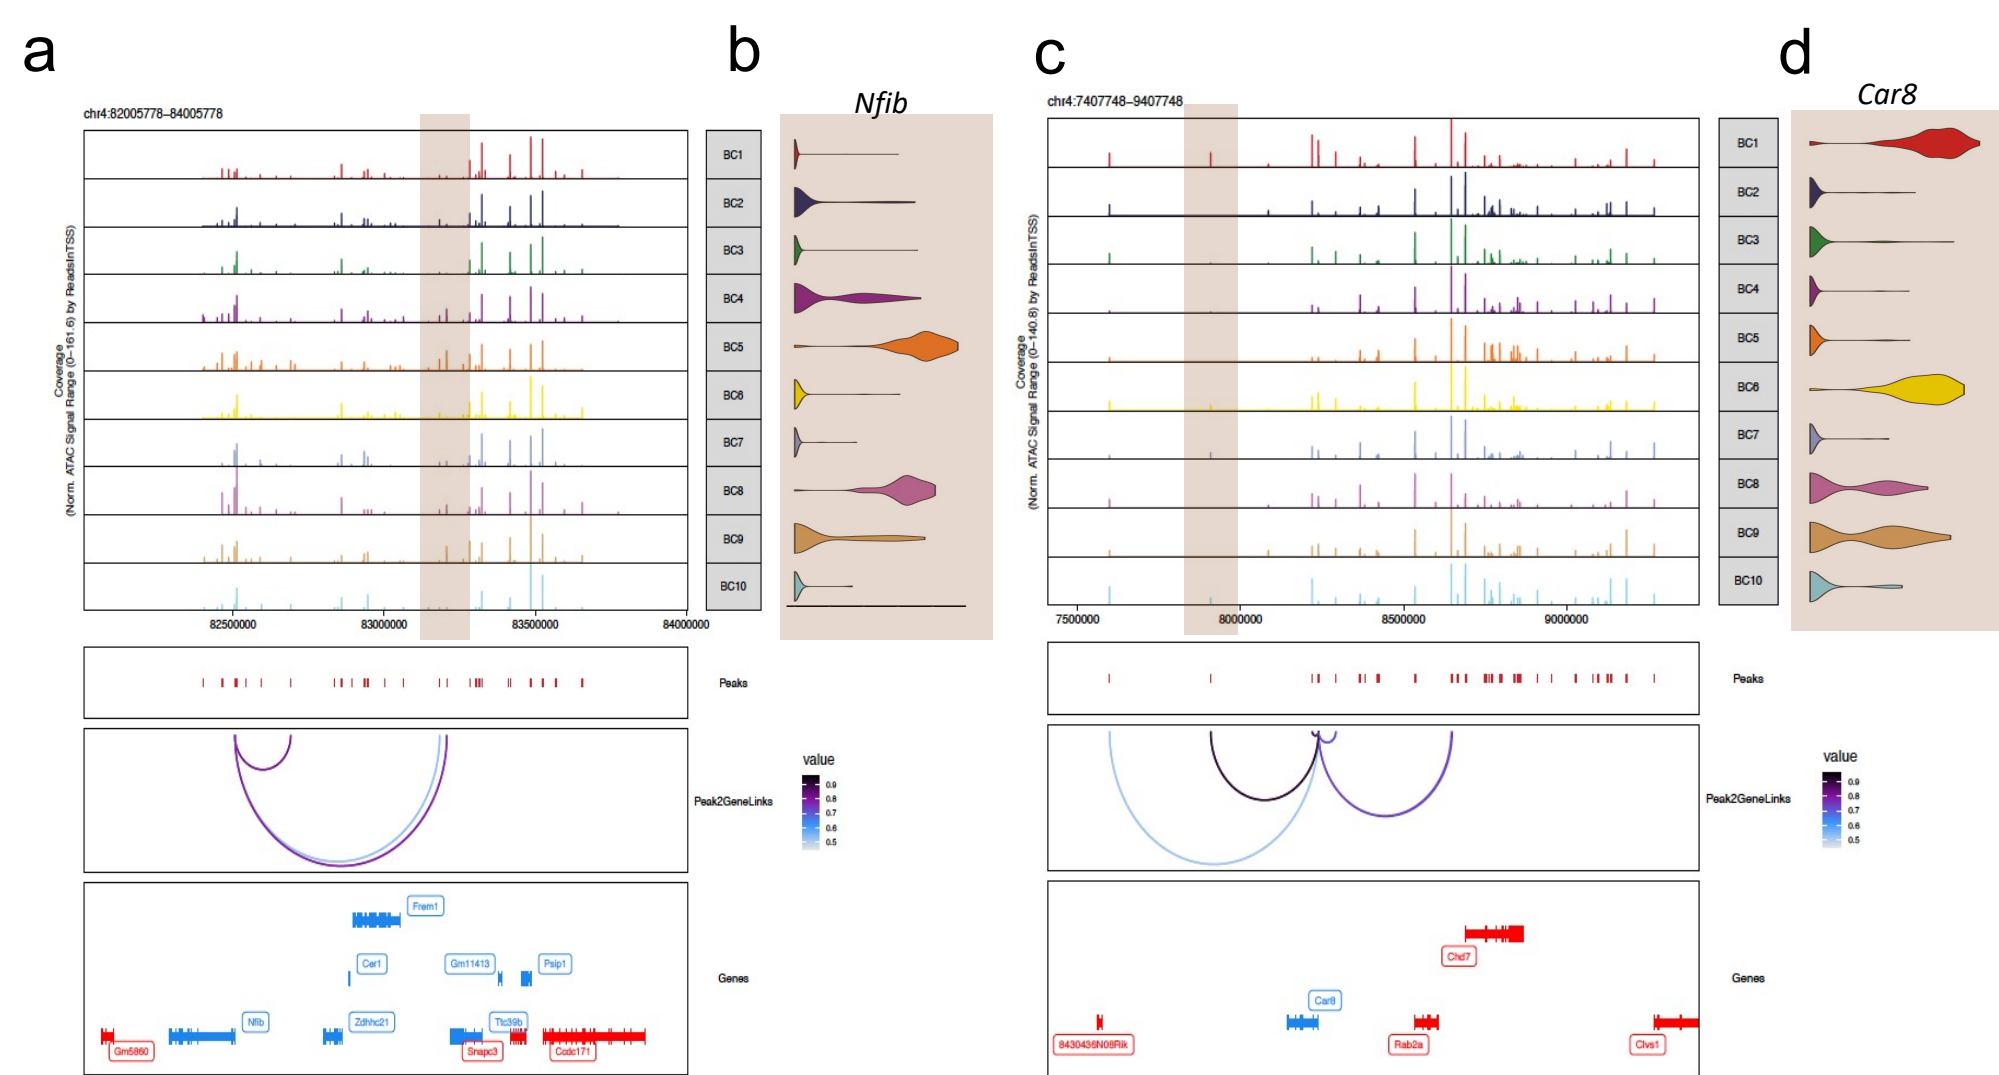 a
b
c
d
chr4:82005778–84005778
Nfib
chr4:7407748–9407748
Car8
Coverage
(Norm. ATAC Signal Range (0–161.6) by ReadsInTSS)
BC1
BC2
BC3
BC4
BC5
BC6
BC7
BC8
BC9
BC10
82500000
83000000
83500000
84000000
Peaks
Peak2GeneLinks
value
0.9
0.8
0.7
0.6
0.5
Frem1
Cer1
Gm11413
Psip1
Nfib
Zdhhc21
Ttc39b
Gm5860
Snapc3
Ccdc171
Genes
Coverage
(Norm. ATAC Signal Range (0–140.8) by ReadsInTSS)
BC1
BC2
BC3
BC4
BC5
BC6
BC7
BC8
BC9
BC10
7500000
8000000
8500000
9000000
Peaks
Peak2GeneLinks
value
0.9
0.8
0.7
0.6
0.5
Chd7
Car8
8430436N08Rik
Rab2a
Clvs1
Genes